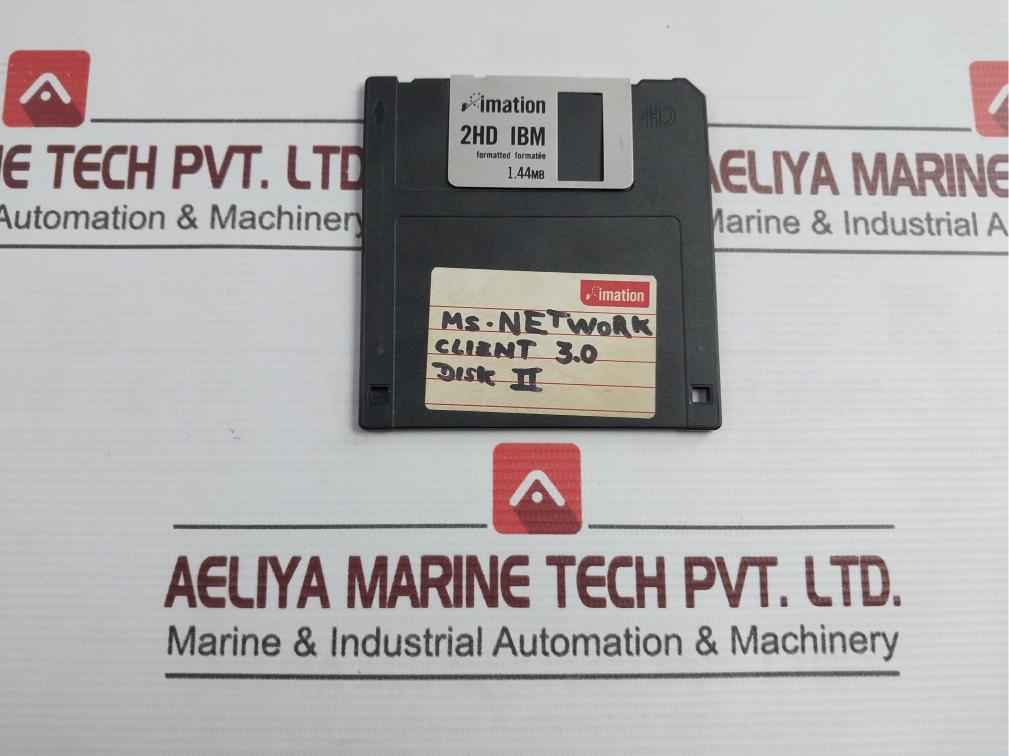 imation
2HD IBM
formatted formatée
1.44MB
HD
E TECH PVT. LTD
Automation & Machinery
AELIYA MARINE
Marine & Industrial A
imation
Ms. NETWORK
CLIENT 3.0
DISK II
AELIYA MARINE TECH PVT. LTD.
Marine & Industrial Automation & Machinery